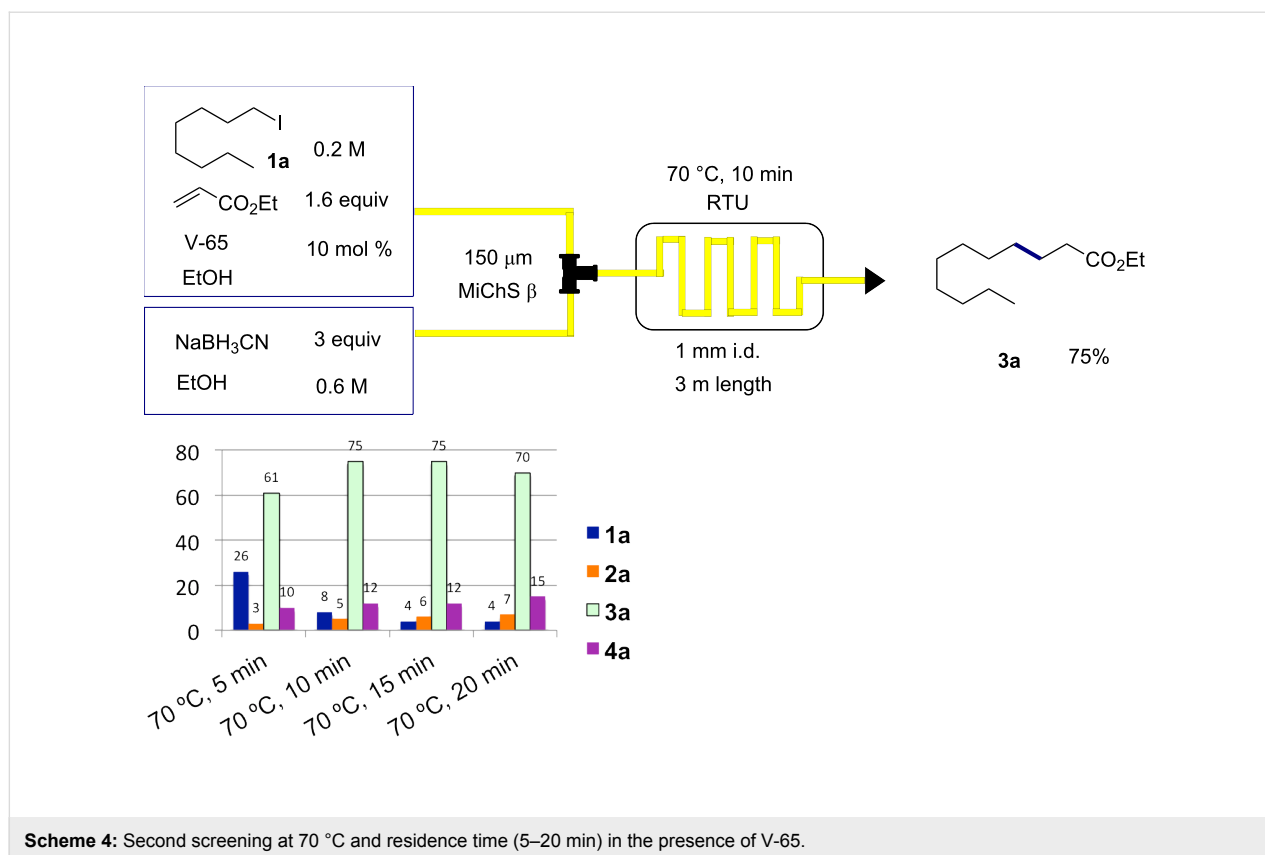 I
1a 0.2 M
CO2Et 1.6 equiv
V-65 10 mol %
EtOH
NaBH3CN 3 equiv
EtOH 0.6 M
150 μm
MiChS β
70 °C, 10 min
RTU
1 mm i.d.
3 m length
CO2Et
3a 75%
80
60
40
20
0
26
3
61
10
8
5
75
12
4
6
75
12
4
7
70
15
70 ºC, 5 min
70 ºC, 10 min
70 ºC, 15 min
70 ºC, 20 min
1a
2a
3a
4a
Scheme 4: Second screening at 70 °C and residence time (5–20 min) in the presence of V-65.